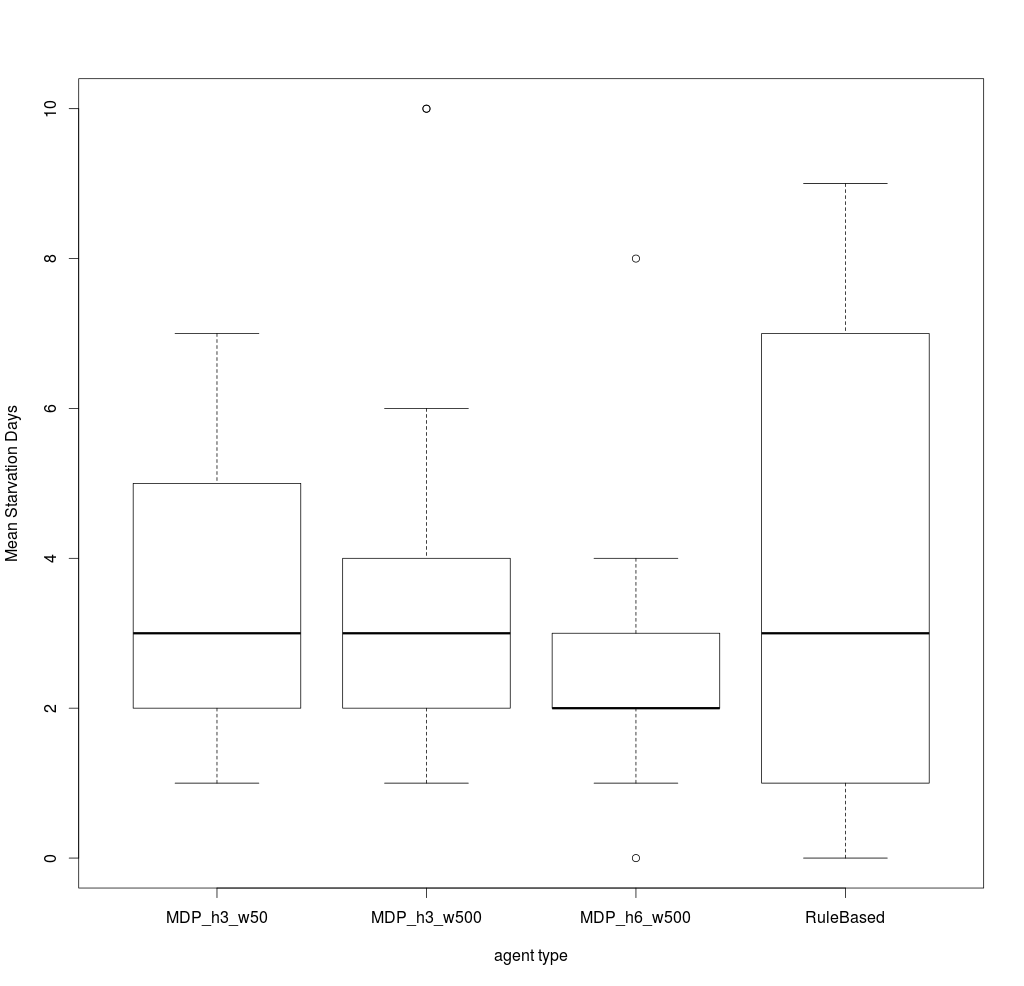 10
8
6
4
2
0
Mean Starvation Days
MDP_h3_w50
MDP_h3_w500
MDP_h6_w500
RuleBased
agent type